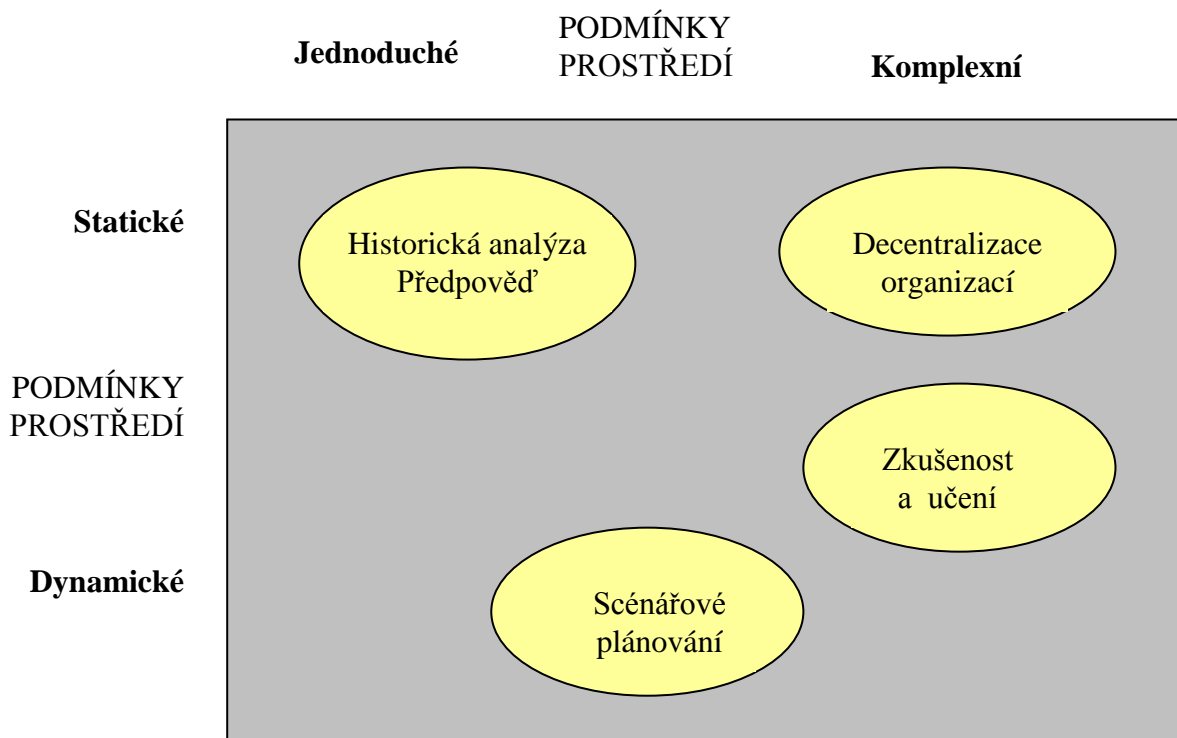 Jednoduché
PODMÍNKY
PROSTŘEDÍ
Komplexní
Statické
Historická analýza
Předpověď
Decentralizace
organizací
PODMÍNKY
PROSTŘEDÍ
Zkušenost
a učení
Dynamické
Scénářové
plánování